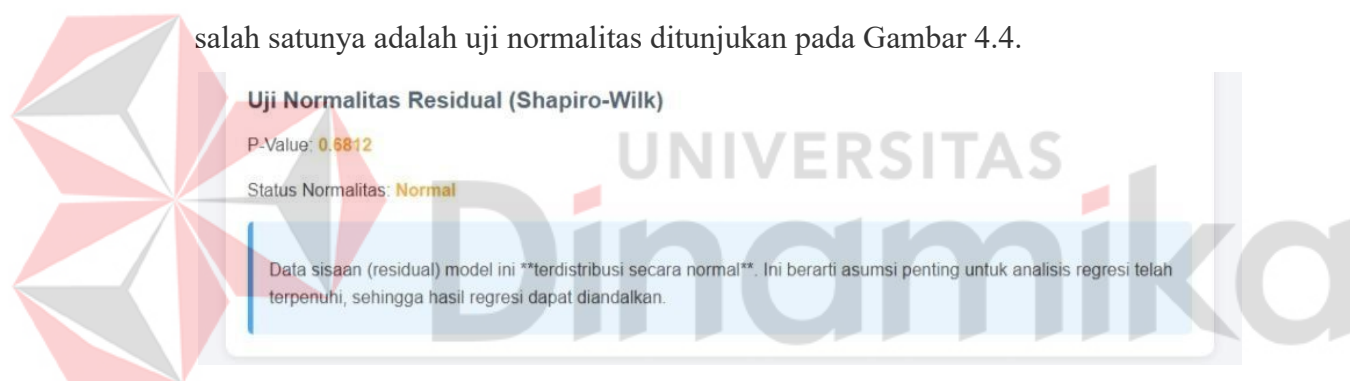 salah satunya adalah uji normalitas ditunjukan pada Gambar 4.4.
Uji Normalitas Residual (Shapiro-Wilk)
P-Value: 0.6812
UNIVERSITAS
Status Normalitas: Normal
Dinamika
Data sisaan (residual) model ini **terdistribusi secara normal**. Ini berarti asumsi penting untuk analisis regresi telah
terpenuhi, sehingga hasil regresi dapat diandalkan.